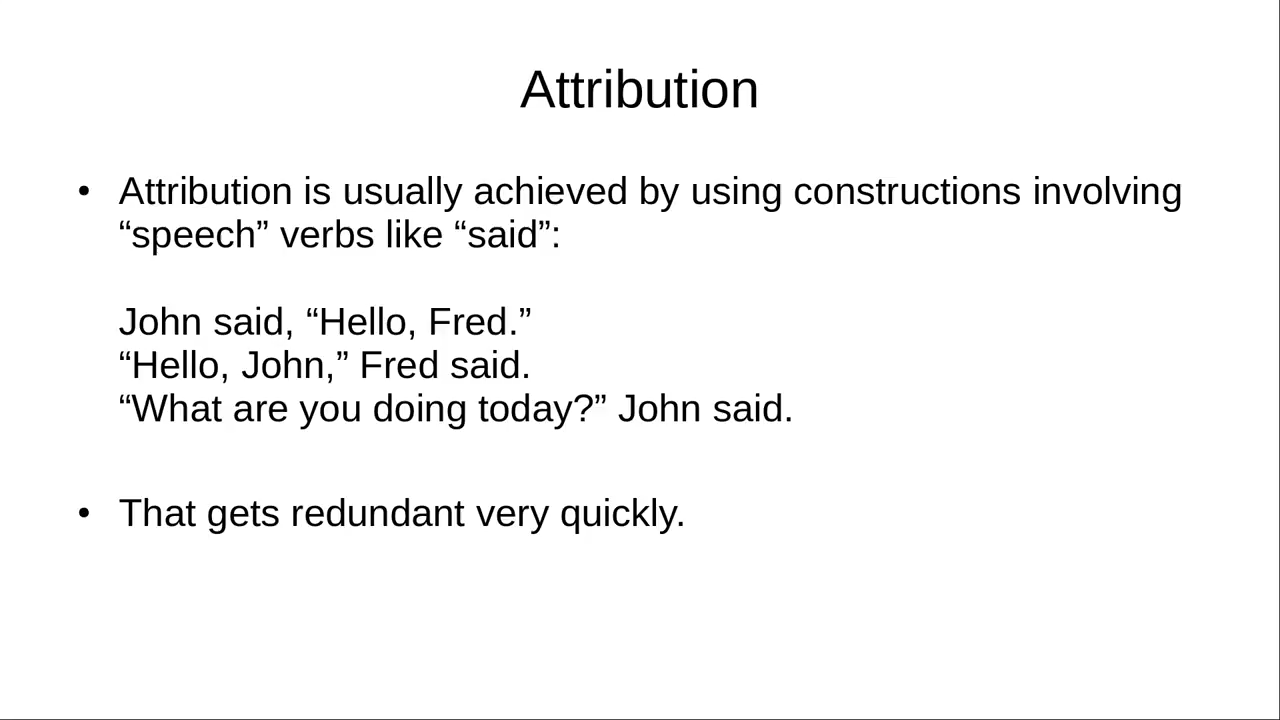 Attribution
• Attribution is usually achieved by using constructions involving
“speech” verbs like “said”:
John said, “Hello, Fred.”
“Hello, John,” Fred said.
“What are you doing today?” John said.
• That gets redundant very quickly.